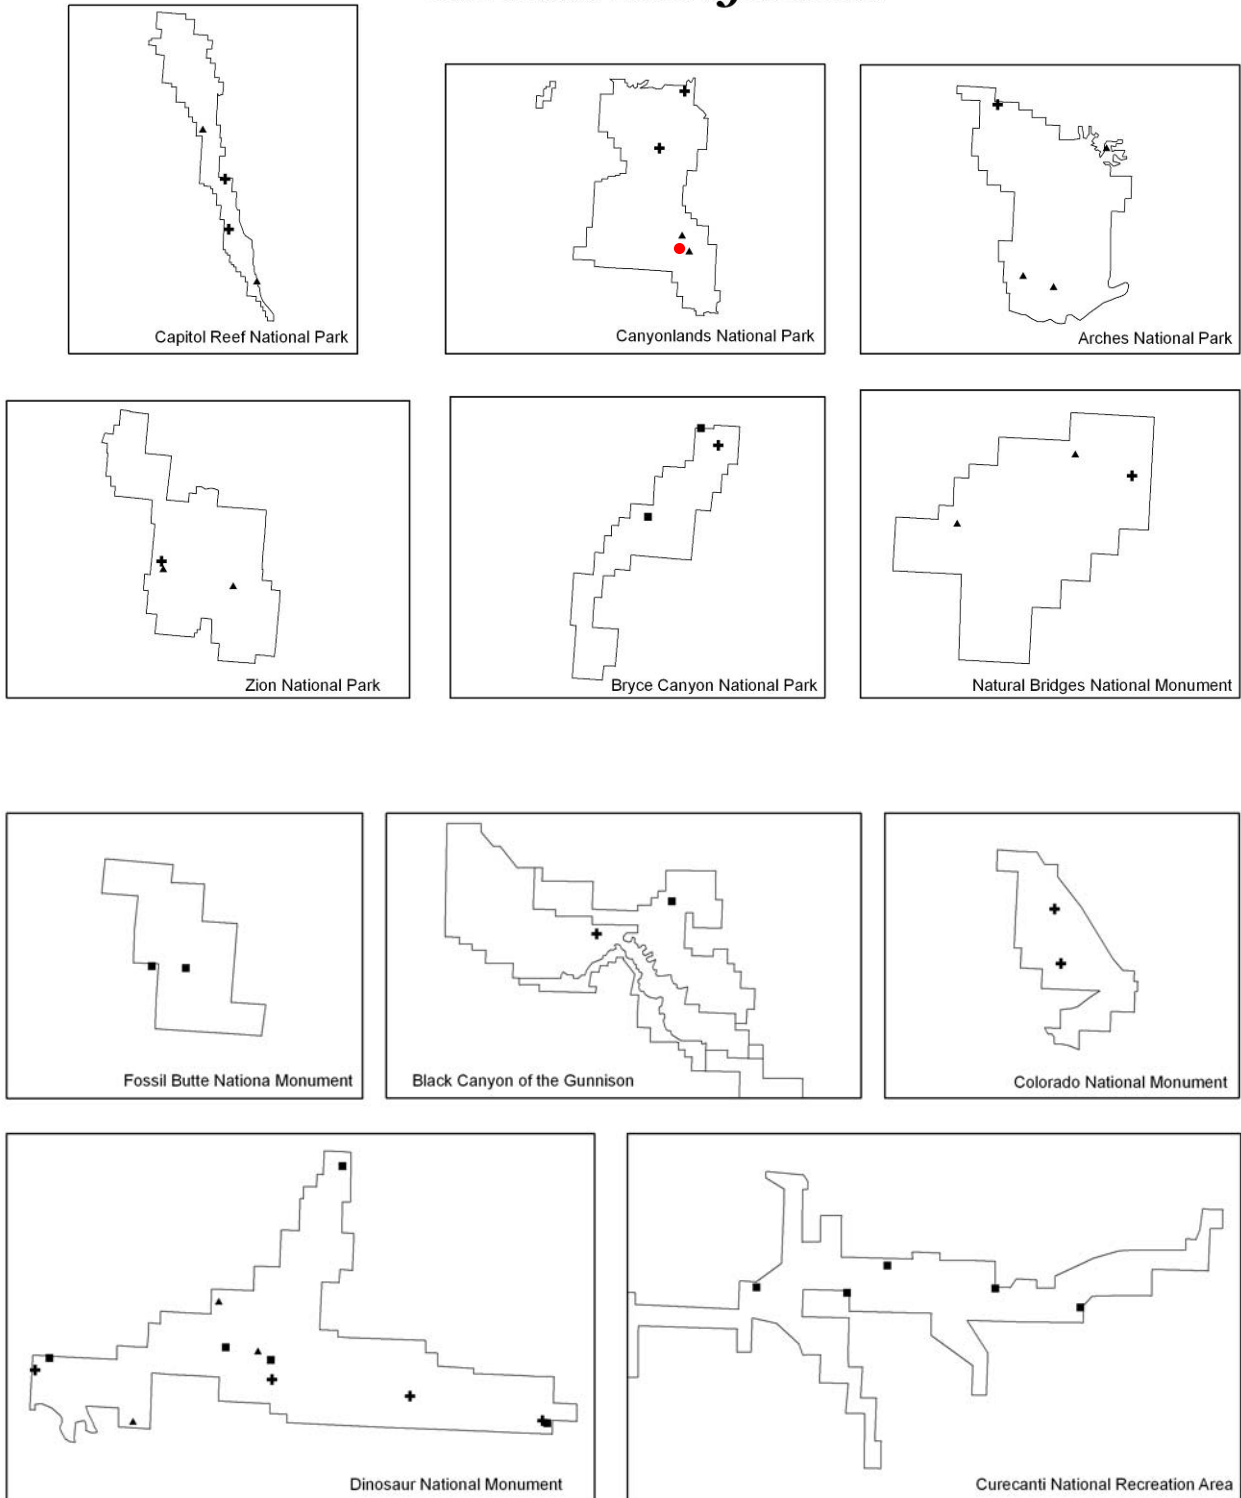 Capitol Reef National Park
Canyonlands National Park
Arches National Park
Zion National Park
Bryce Canyon National Park
Natural Bridges National Monument
Fossil Butte Nationa Monument
Black Canyon of the Gunnison
Colorado National Monument
Dinosaur National Monument
Curecanti National Recreation Area